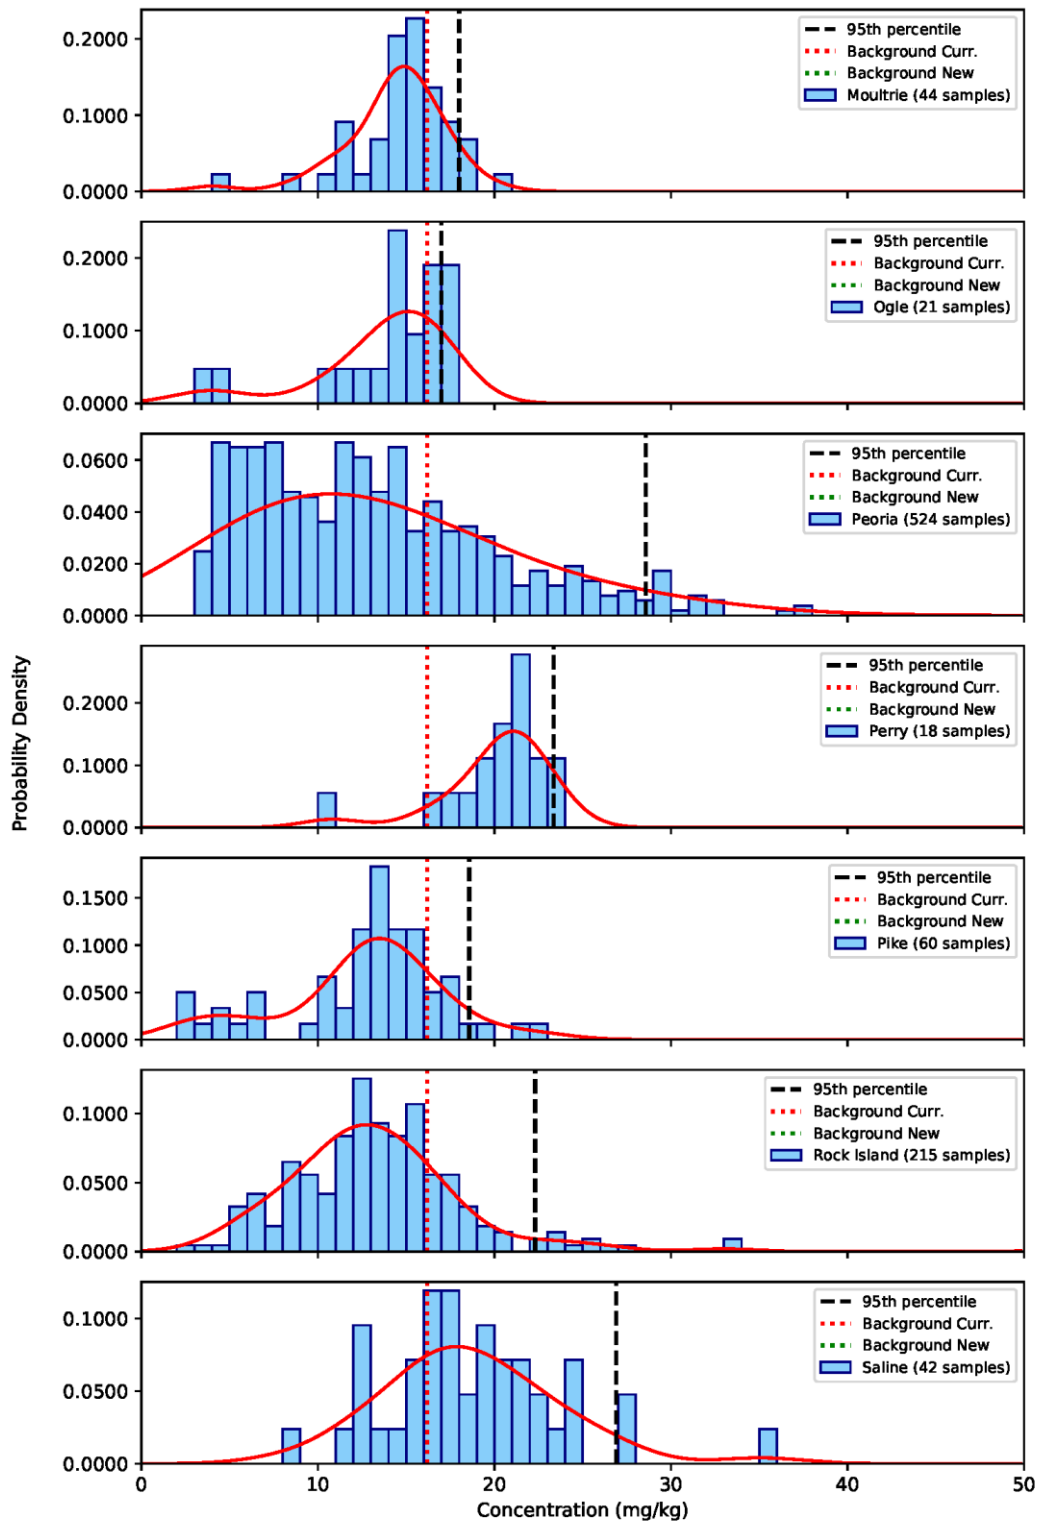 0.2000
0.1000
0.0000
95th percentile
Background Curr.
Background New
Moultrie (44 samples)
0.2000
0.1000
0.0000
95th percentile
Background Curr.
Background New
Ogle (21 samples)
0.0600
0.0400
0.0200
0.0000
95th percentile
Background Curr.
Background New
Peoria (524 samples)
Probability Density
0.2000
0.1000
0.0000
95th percentile
Background Curr.
Background New
Perry (18 samples)
0.1500
0.1000
0.0500
0.0000
95th percentile
Background Curr.
Background New
Pike (60 samples)
0.1000
0.0500
0.0000
95th percentile
Background Curr.
Background New
Rock Island (215 samples)
0.1000
0.0500
0.0000
95th percentile
Background Curr.
Background New
Saline (42 samples)
0 10 20 30 40 50
Concentration (mg/kg)